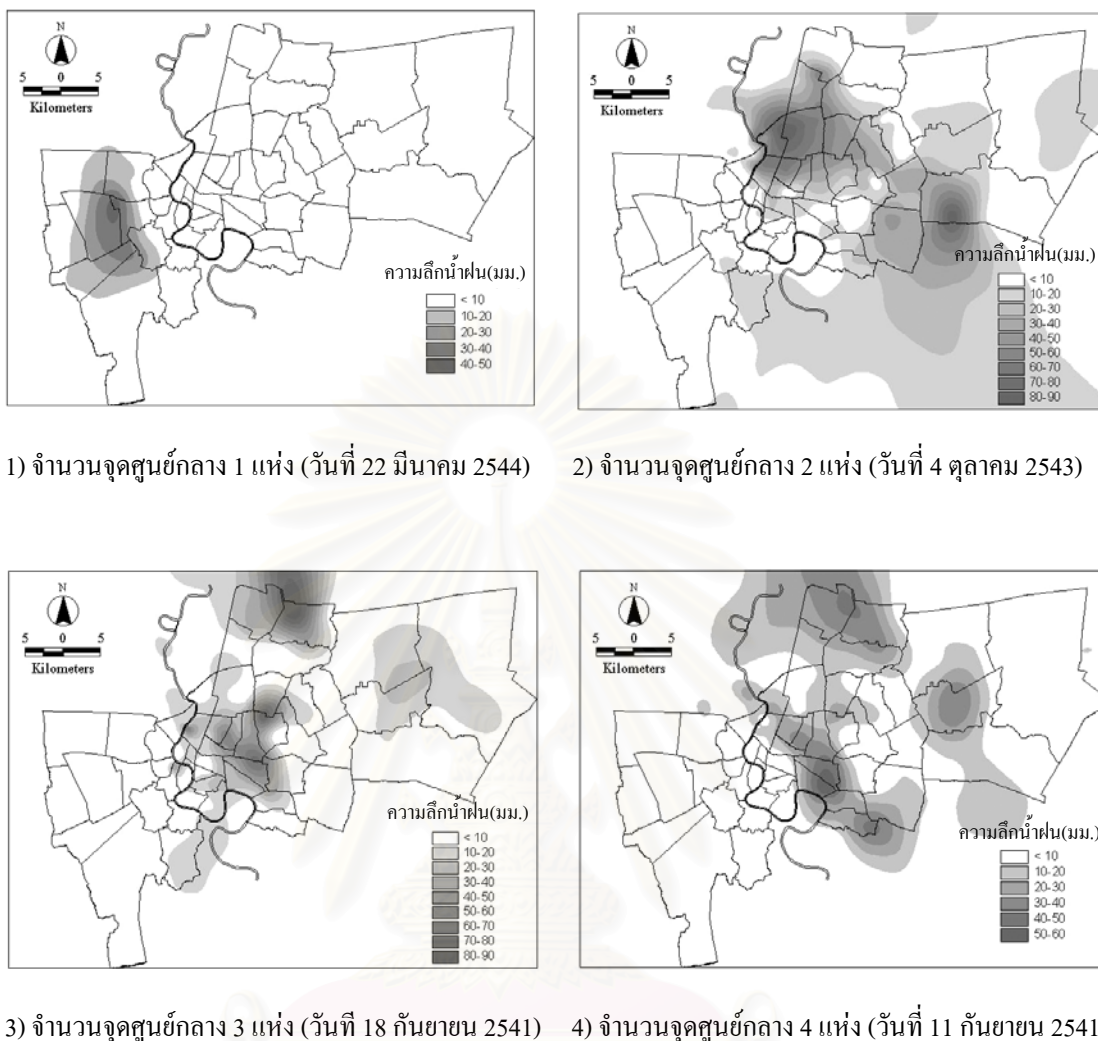 N
5 0 5
Kilometers
ความลึกน้ำฝน(มม.)
< 10
10-20
20-30
30-40
40-50
N
5 0 5
Kilometers
ความลึกน้ำฝน(มม.)
< 10
10-20
20-30
30-40
40-50
50-60
60-70
70-80
80-90
1) จำนวนจุดศูนย์กลาง 1 แห่ง (วันที่ 22 มีนาคม 2544)
2) จำนวนจุดศูนย์กลาง 2 แห่ง (วันที่ 4 ตุลาคม 2543)
N
5 0 5
Kilometers
ความลึกน้ำฝน(มม.)
< 10
10-20
20-30
30-40
40-50
50-60
60-70
70-80
80-90
N
5 0 5
Kilometers
ความลึกน้ำฝน(มม.)
< 10
10-20
20-30
30-40
40-50
50-60
3) จำนวนจุดศูนย์กลาง 3 แห่ง (วันที 18 กันยายน 2541)
4) จำนวนจุดศูนย์กลาง 4 แห่ง (วันที่ 11 กันยายน 2541